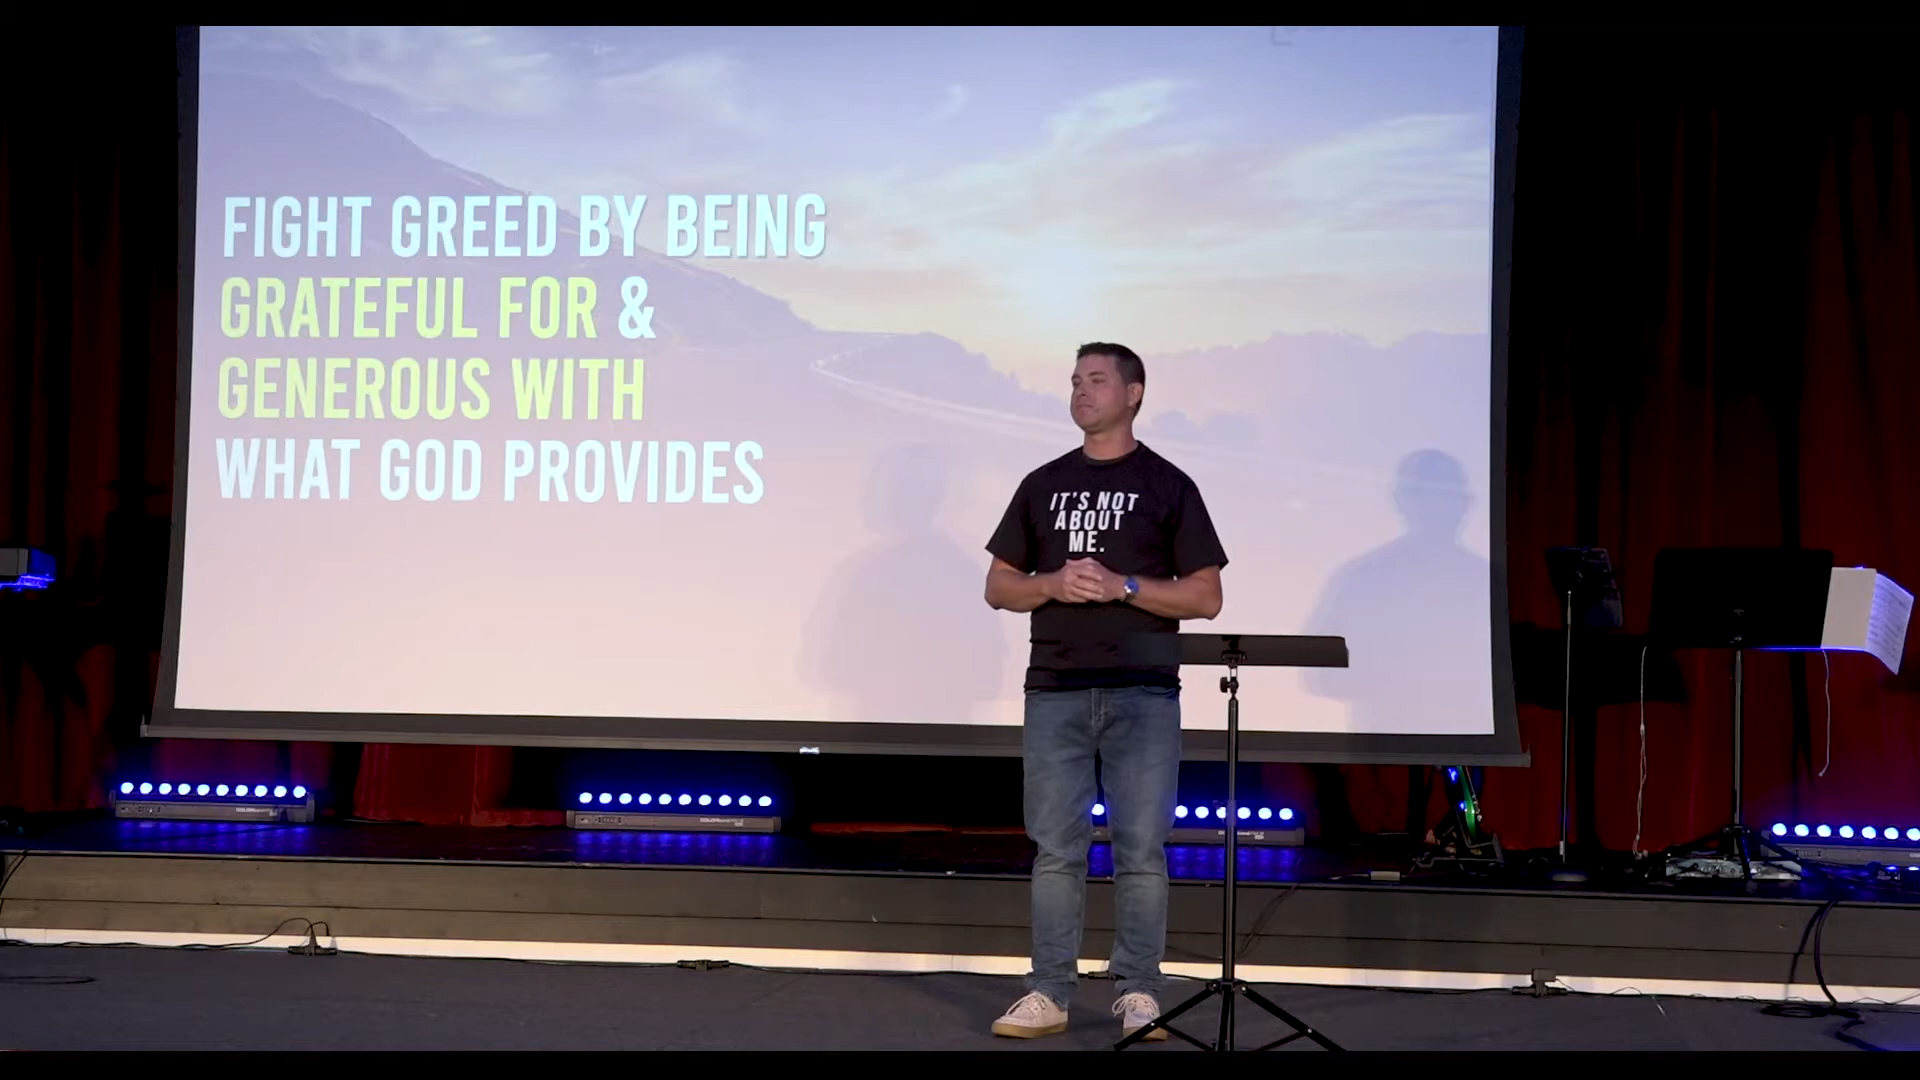 FIGHT GREED BY BEING
GRATEFUL FOR &
GENEROUS WITH
WHAT GOD PROVIDES
IT'S NOT
ABOUT
ME.